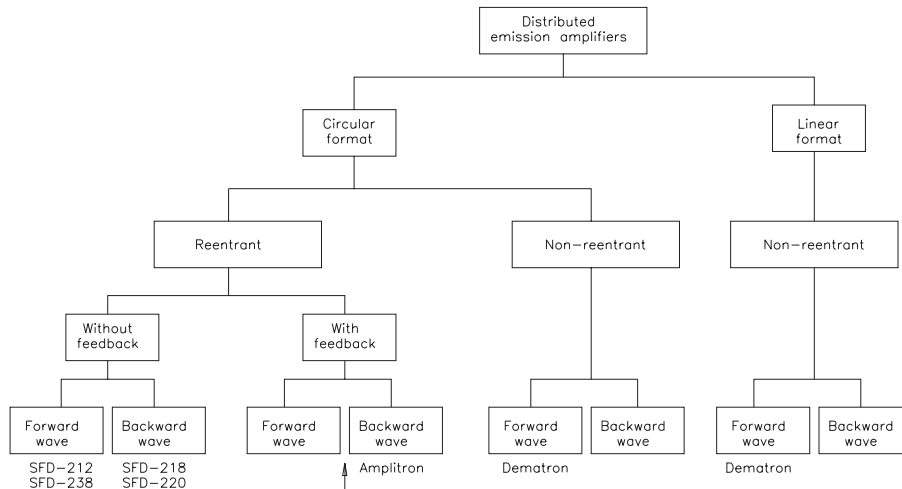 Distributed
emission amplifiers
Circular
format
Linear
format
Reentrant
Non-reentrant
Non-reentrant
Without
feedback
With
feedback
Forward
wave
Backward
wave
Forward
wave
Backward
wave
Forward
wave
Backward
wave
Forward
wave
Backward
wave
SFD-212
SFD-238
SFD-218
SFD-220
Amplitron
Dematron
Dematron